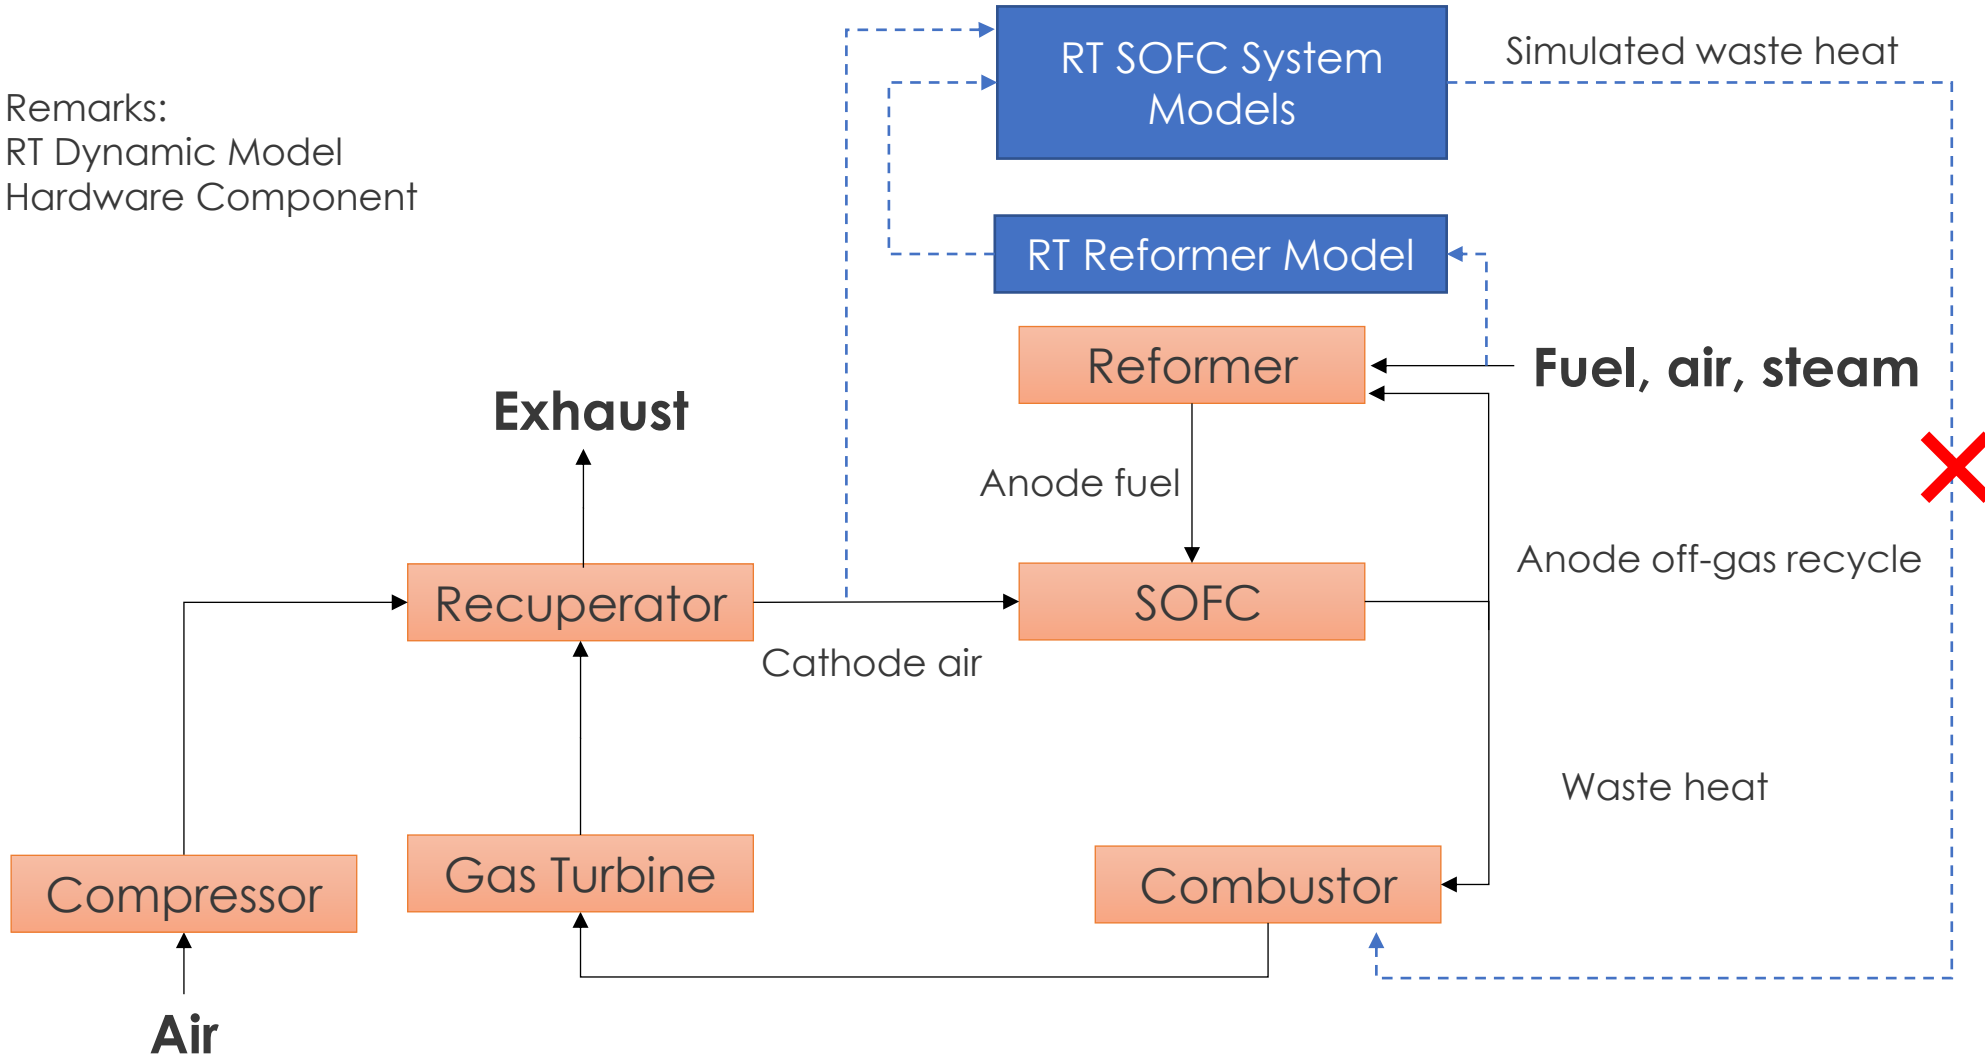 RT SOFC System
Models
Simulated waste heat
Remarks:
RT Dynamic Model
Hardware Component
RT Reformer Model
Reformer
Fuel, air, steam
Exhaust
Anode fuel
Anode off-gas recycle
Recuperator
SOFC
Cathode air
Waste heat
Compressor
Gas Turbine
Combustor
Air